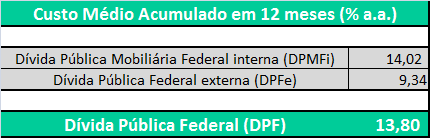 Custo Médio Acumulado em 12 meses (% a.a.)
Dívida Pública Mobiliária Federal interna (DPMFi) 14,02
Dívida Pública Federal externa (DPFe) 9,34
Dívida Pública Federal (DPF) 13,80